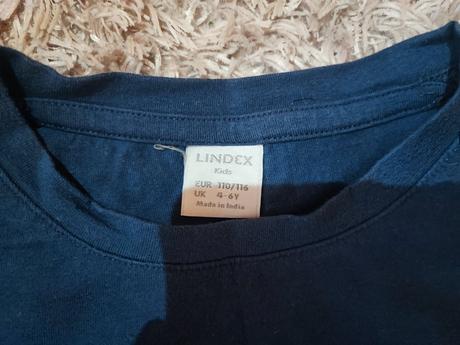 LINDEX
Kids
EUR 110/116
UK 4-6Y
Made in India